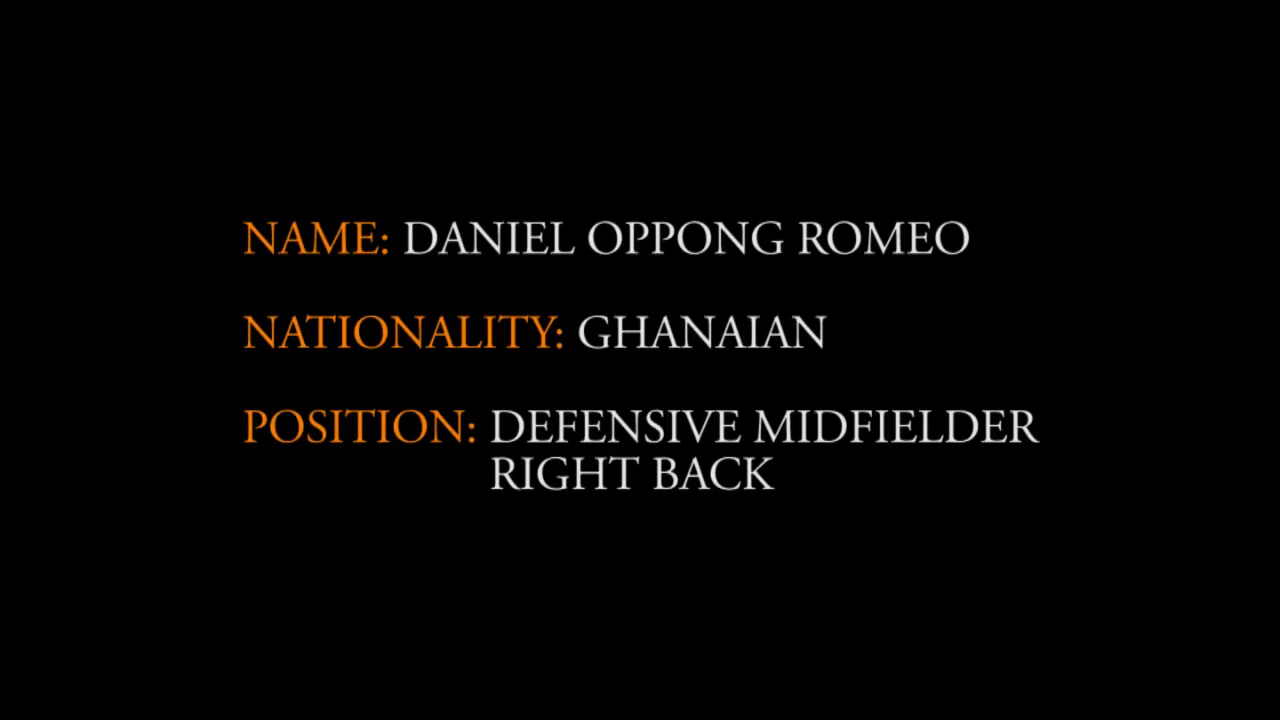 NAME: DANIEL OPPONG ROMEO
NATIONALITY: GHANAIAN
POSITION: DEFENSIVE MIDFIELDER
RIGHT BACK